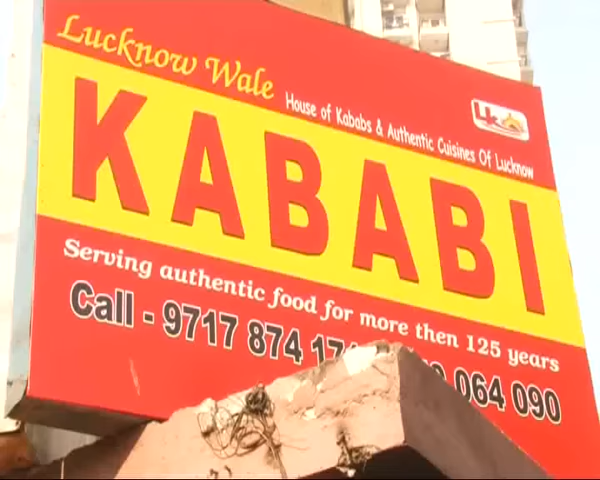 Lucknow Wale
House of Kababs & Authentic Cuisines Of Lucknow
KABABI
Serving authentic food for more then 125 years
Call - 9717 874 064 090